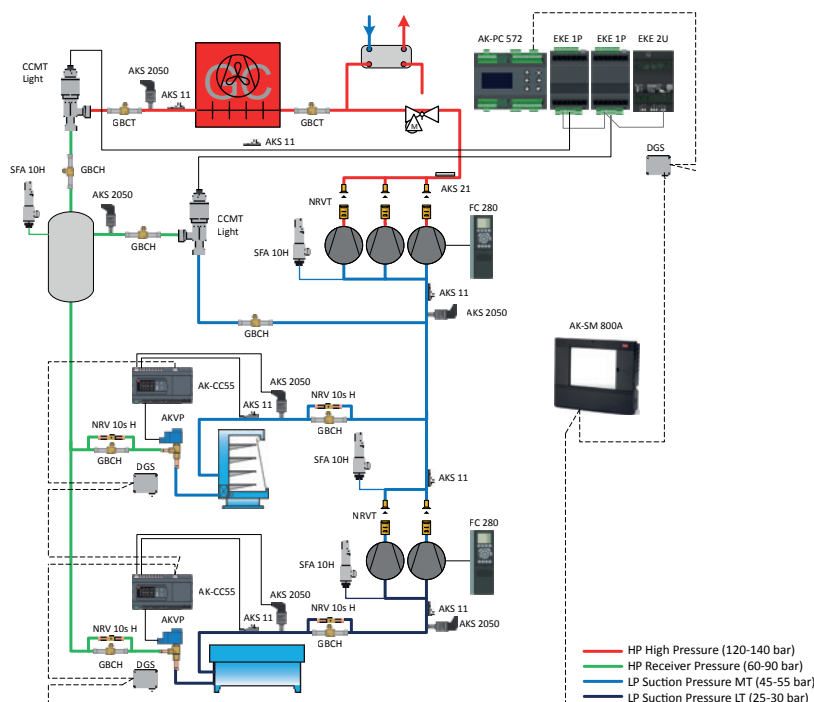 AK-PC 572
EKE 1P
EKE 1P
EKE 2U
CCMT
Light
AKS 2050
AKS 11
GC
GBCT
GBCT
M
AKS 11
DGS
GBCH
SFA 10H
AKS 2050
CCMT
Light
AKS 21
NRVT
FC 280
GBCH
SFA 10H
AKS 11
AKS 2050
GBCH
AK-SM 800A
AK-CC55
AKS 2050
NRV 10s H
AKS 11
NRV 10s H
AKVP
GBCH
GBCH
SFA 10H
DGS
AKS 11
NRVT
FC 280
SFA 10H
AK-CC55
AKS 2050
NRV 10s H
AKS 11
AKS 11
AKS 2050
NRV 10s H
AKVP
GBCH
GBCH
DGS
HP High Pressure (120-140 bar)
HP Receiver Pressure (60-90 bar)
LP Suction Pressure MT (45-55 bar)
LP Suction Pressure LT (25-30 bar)